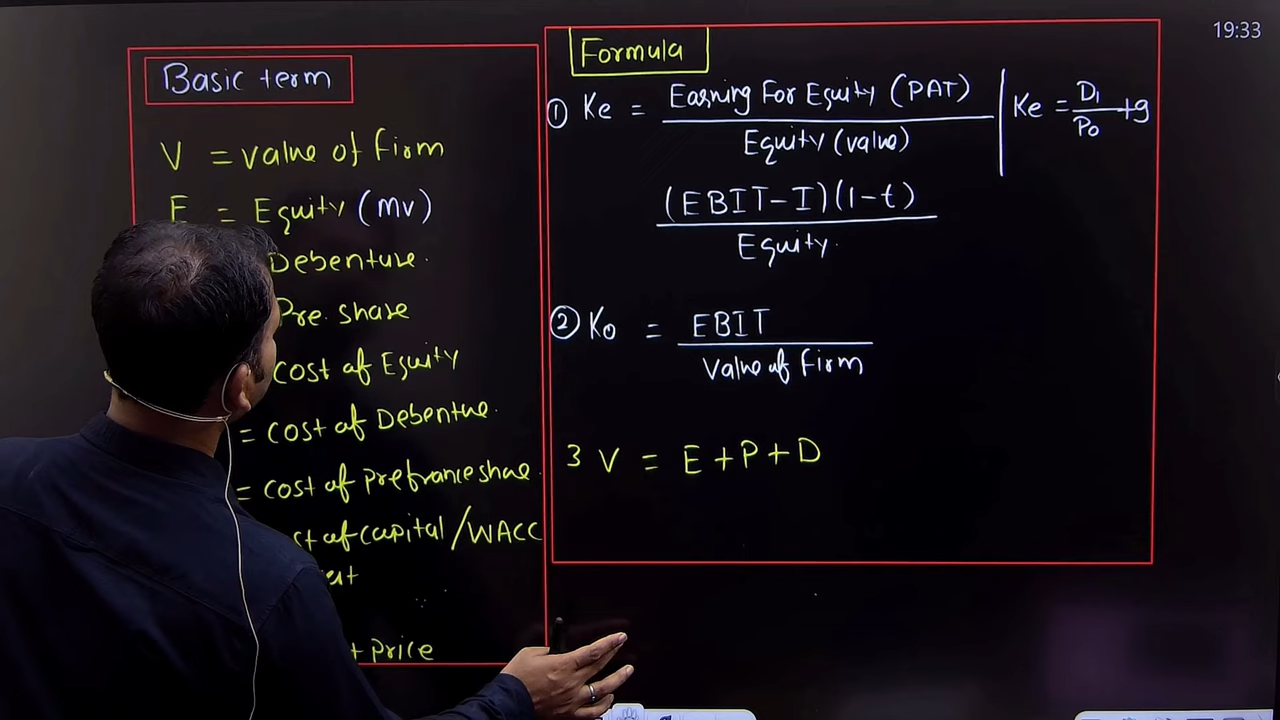 Basic term
V = value of firm
E = Equity (mv)
Debenture.
Pre. share
cost of Equity
= cost of Debenture.
= cost of prefrance share.
st of capital/WACC
+ Price
Formula
19:33
① Ke = Earning For Equity (PAT)
Equity (value)
Ke = D1
P0
+g
(EBIT-I)(1-t)
Equity.
② Ko = EBIT
Value of Firm
3 V = E+P+D